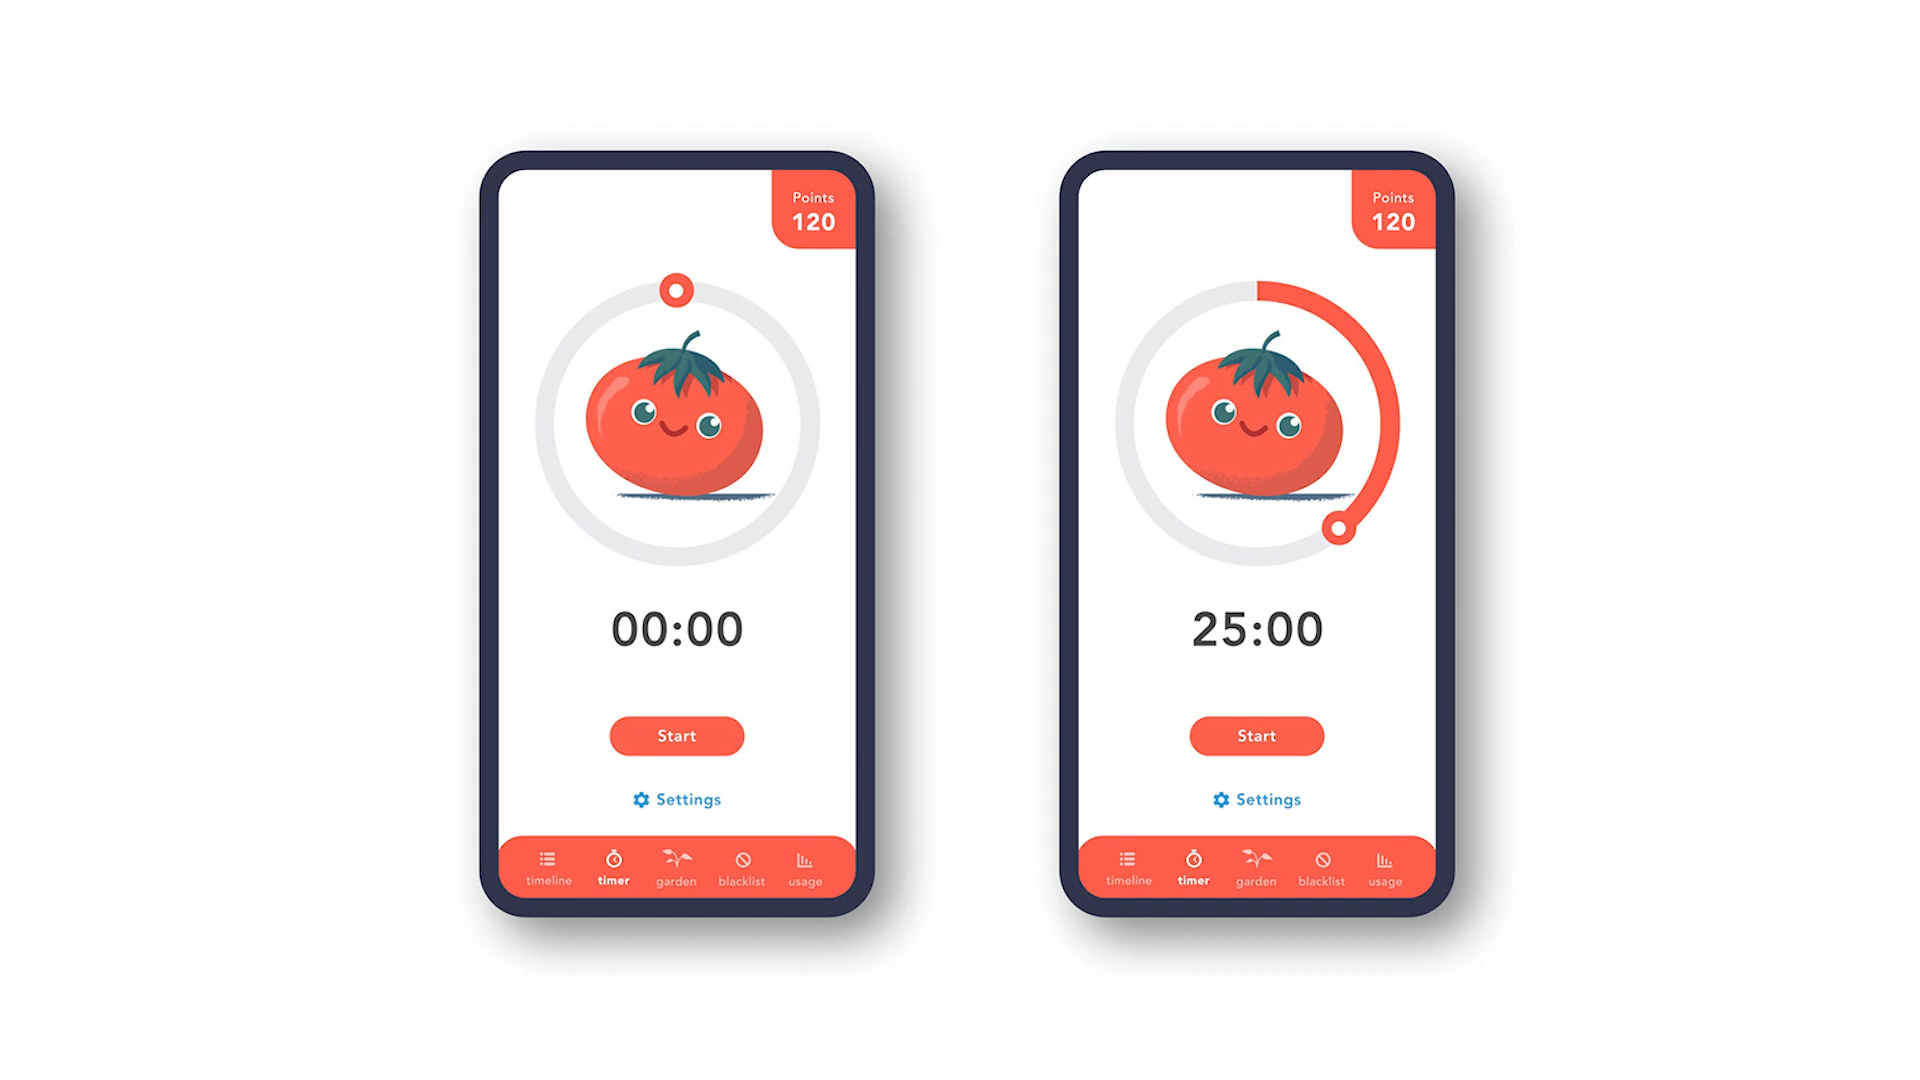 Points
120
00:00
Start
Settings
timeline timer garden blacklist usage
Points
120
25:00
Start
Settings
timeline timer garden blacklist usage